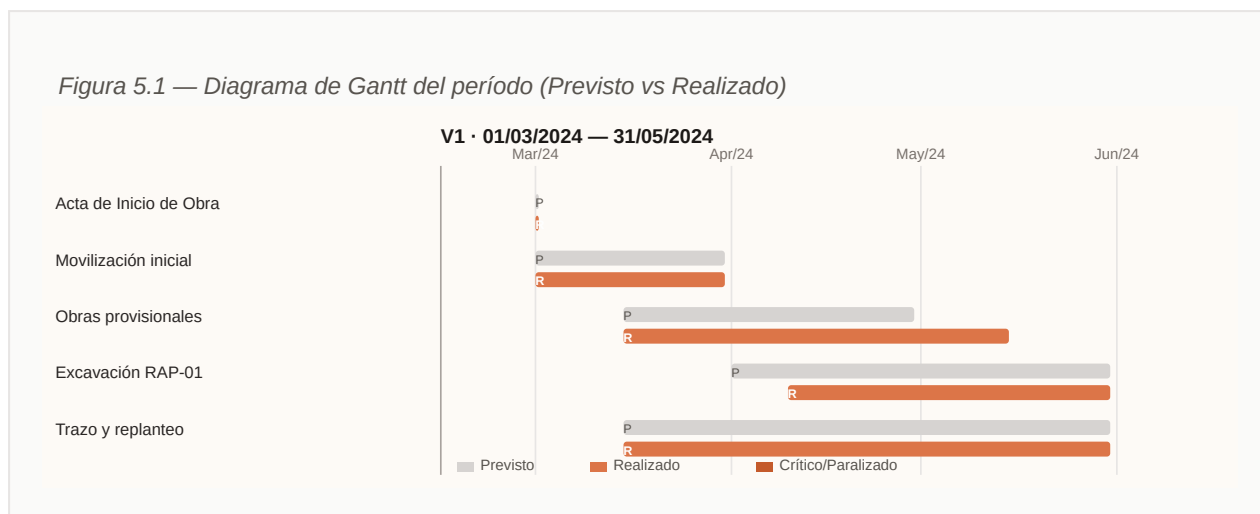 Figura 5.1 — Diagrama de Gantt del período (Previsto vs Realizado)
V1 · 01/03/2024 — 31/05/2024
Mar/24 Apr/24 May/24 Jun/24
Acta de Inicio de Obra P
Movilización inicial P
R
Obras provisionales P
R
Excavación RAP-01 P
R
Trazo y replanteo P
R
Previsto Realizado Crítico/Paralizado